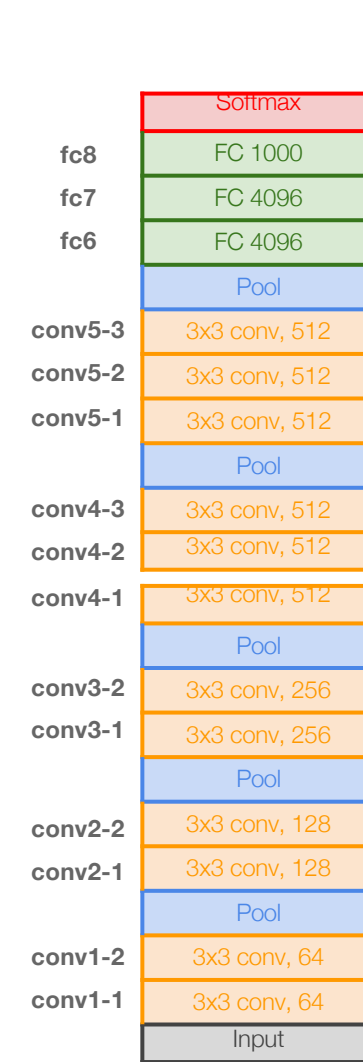 Softmax
fc8 FC 1000
fc7 FC 4096
fc6 FC 4096
Pool
conv5-3 3x3 conv, 512
conv5-2 3x3 conv, 512
conv5-1 3x3 conv, 512
Pool
conv4-3 3x3 conv, 512
conv4-2 3x3 conv, 512
conv4-1 3x3 conv, 512
Pool
conv3-2 3x3 conv, 256
conv3-1 3x3 conv, 256
Pool
conv2-2 3x3 conv, 128
conv2-1 3x3 conv, 128
Pool
conv1-2 3x3 conv, 64
conv1-1 3x3 conv, 64
Input